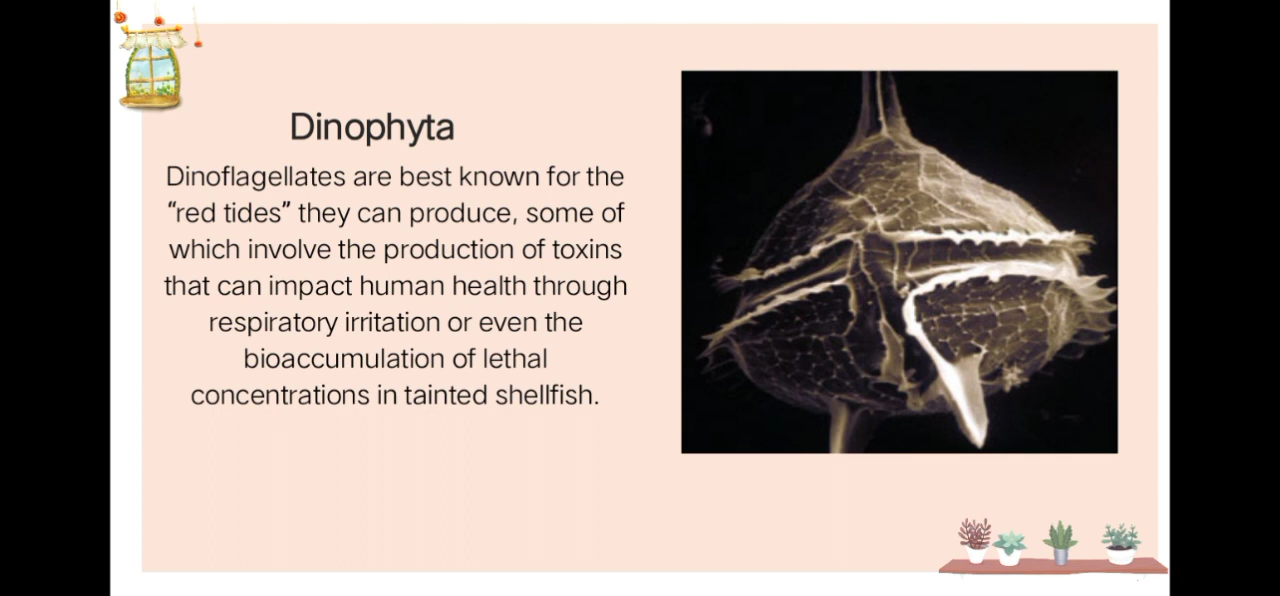 Dinophyta
Dinoflagellates are best known for the
“red tides” they can produce, some of
which involve the production of toxins
that can impact human health through
respiratory irritation or even the
bioaccumulation of lethal
concentrations in tainted shellfish.